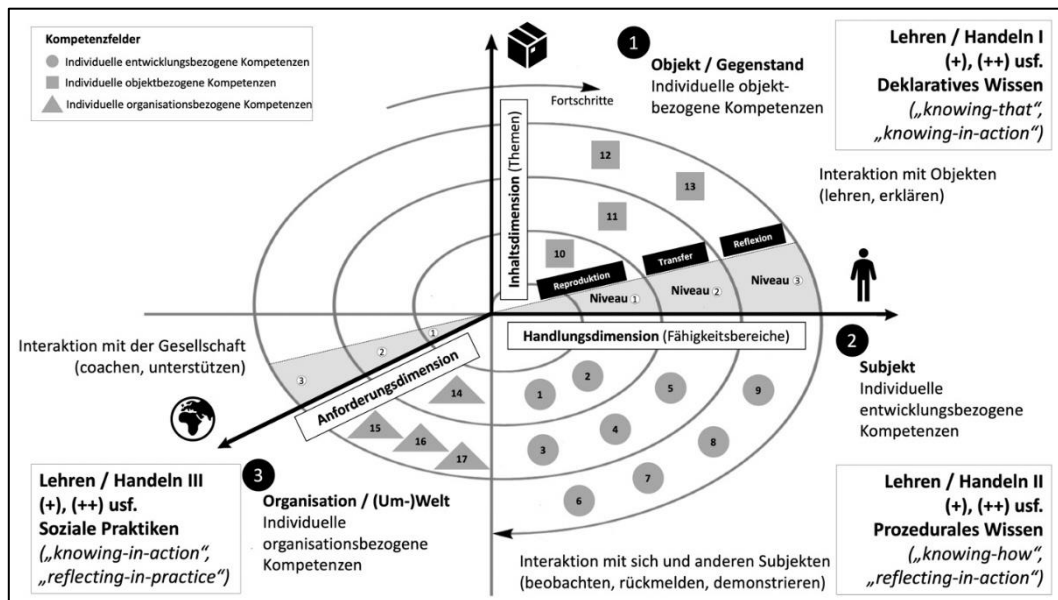 Kompetenzfelder
Individuelle entwicklungsbezogene Kompetenzen
Individuelle objektbezogene Kompetenzen
Individuelle organisationsbezogene Kompetenzen
Fortschritte
1
Objekt / Gegenstand
Individuelle objekt-
bezogene Kompetenzen
Lehren / Handeln I
(+), (++) usf.
Deklaratives Wissen
(„knowing-that“,
„knowing-in-action“)
Interaktion mit Objekten
(lehren, erklären)
Inhaltsdimension (Themen)
12
13
11
10
Reproduktion
Transfer
Reflexion
Niveau ①
Niveau ②
Niveau ③
Handlungsdimension (Fähigkeitsbereiche)
2
Subjekt
Individuelle
entwicklungsbezogene
Kompetenzen
Interaktion mit der Gesellschaft
(coachen, unterstützen)
①
②
③
Anforderungsdimension
14
15
16
17
1
2
5
9
3
4
8
7
6
Lehren / Handeln III
(+), (++) usf.
Soziale Praktiken
(„knowing-in-action“,
„reflecting-in-practice“)
3
Organisation / (Um-)Welt
Individuelle
organisationsbezogene
Kompetenzen
Interaktion mit sich und anderen Subjekten
(beobachten, rückmelden, demonstrieren)
Lehren / Handeln II
(+), (++) usf.
Prozedurales Wissen
(„knowing-how“,
„reflecting-in-action“)